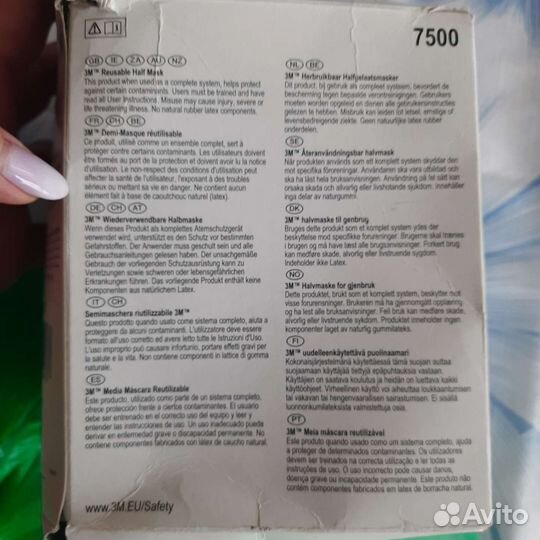 7500
GB IE ZA AU NZ
3M™ Reusable Half Mask
This product when used as a complete system, helps protect
against certain contaminants. Users must be trained and have
read all User Instructions. Misuse may cause injury, severe or
life threatening illness. No natural rubber latex components.
FR CH BE
3M™ Demi-Masque réutilisable
Ce produit, utilisé comme un ensemble complet, sert à
protéger contre certains contaminants. Les utilisateurs doivent
être formés au port de la protection et doivent avoir lu la notice
d'utilisation. Le non-respect des conditions d'utilisation peut
affecter la santé de l'utilisateur, l'exposant à des troubles
sérieux ou mettant sa vie en danger. Ne contient aucun
élément fait à base de caoutchouc naturel (latex).
DE CH AT
3M™ Wiederverwendbare Halbmaske
Wenn dieses Produkt als komplettes Atemschutzgerät
verwendet wird, unterstützt es den Schutz vor bestimmten
Gefahrstoffen. Der Anwender muss geschult sein und alle
Gebrauchsanleitungen gelesen haben. Der unsachgemäße
Gebrauch der vorliegenden Schutzausrüstung kann zu
Verletzungen sowie schweren oder lebensgefährlichen
Erkrankungen führen. Das vorliegende Produkt enthält keine
Komponenten aus natürlichem Latex.
IT CH
Semimaschera riutilizzabile 3M™
Questo prodotto quando usato come sistema completo, aiuta a
proteggere da alcuni contaminanti. L'utilizzatore deve essere
formato all'uso corretto ed avere letto tutte le Istruzioni d'Uso.
L'uso improprio può causare infortunio, portare effetti gravi per
la salute e la vita. Non contiene componenti in lattice di gomma
naturale.
ES
3M™ Media Máscara Reutilizable
Este producto, utilizado como parte de un sistema completo,
ofrece protección frente a ciertos contaminantes. El usuario
debe ser entrenado en el correcto uso del equipo y leer y
entender las instrucciones de uso. Un uso inadecuado puede
derivar en enfermedad grave o discapacidad permanente. No
contiene componentes fabricados con latex de caucho natural.
www.3M.EU/Safety
NL BE
3M™ Herbruikbaar Halfgelaatsmasker
Dit product, bij gebruik als compleet systeem, bevordert de
bescherming tegen bepaalde verontreinigingen. Gebruikers
moeten worden opgeleid en dienen alle gebruikersinstructies
gelezen te hebben. Misbruik kan leiden tot letsel, ernstige of
levensbedreigende ziekte. Geen natuurlijke latex rubber
onderdelen.
SE
3M™ Återanvändningsbar halvmask
När produkten används som ett komplett system skyddar den
mot specifika föroreningar. Användaren ska vara utbildad och
ska ha läst alla bruksanvisningar. Användning på fel sätt kan
orsaka skada och allvarlig eller livshotande sjukdom. innehåller
inga delar av naturgummi.
DK
3M™ halvmaske til genbrug
Bruges dette produkt som et komplet system ydes der
beskyttelse mod specifikke forureninger. Brugerne skal trænes
i brugen og have læst alle brugsanvisninger. Forkert brug
kan medføre skade, alvorlig eller livstruende sygdom.
Indeholder ikke Latex.
NO
3M™ Halvmaske for gjenbruk
Dette produktet, brukt som et komplett system, beskytter mot
visse forurensninger. Brukeren må ha gjennomgått opplæring
og ha lest alle bruksanvisninger. Feil bruk kan medføre skade,
alvorlig eller livstruende sykdom. Produktet inneholder ingen
komponenter av naturlig gummilateks.
FI
3M™ uudelleenkäytettävä puolinaamari
Kokonaisjärjestelmänä käytettäessä tämä suojain auttaa
suojaamaan käyttäjää tiettyjä epäpuhtauksia vastaan.
Käyttäjien on saatava koulutus ja heidän on luettava kaikki
käyttöohjeet. Virheellinen käyttö voi aiheuttaa loukkaantumisen
tai hengenvaarallisen sairastumisen. Ei sisällä
luonnonkumilateksista valmistettuja osia.
PT
3M™ Meia máscara reutilizável
Este produto quando usado como um sistema completo, ajuda
a proteger de determinados contaminantes. Os utilizadores
devem ser treinados na correcta utilização e ler todas as
instruções de uso. O uso incorrecto pode causar danos,
doença grave ou incapacidade permanente. Este produto não
contém componentes fabricados em latex de borracha natural.
Avito